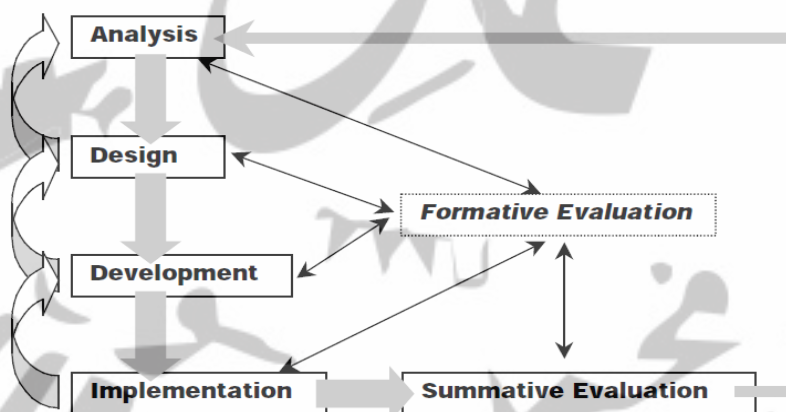 Analysis
Design
Formative Evaluation
Development
Implementation
Summative Evaluation